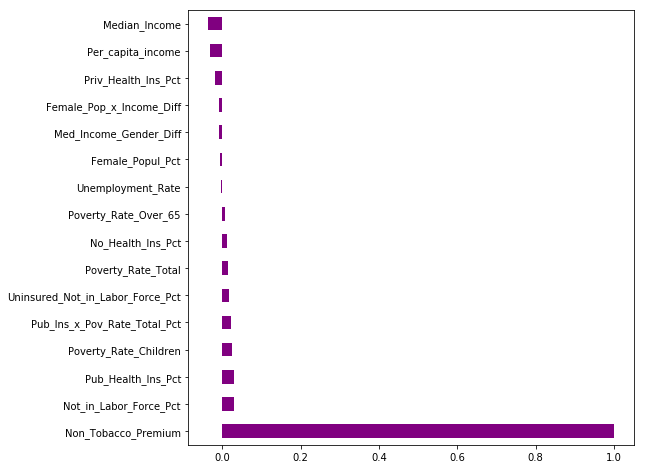 Median_Income
Per_capita_income
Priv_Health_Ins_Pct
Female_Pop_x_Income_Diff
Med_Income_Gender_Diff
Female_Popul_Pct
Unemployment_Rate
Poverty_Rate_Over_65
No_Health_Ins_Pct
Poverty_Rate_Total
Uninsured_Not_in_Labor_Force_Pct
Pub_Ins_x_Pov_Rate_Total_Pct
Poverty_Rate_Children
Pub_Health_Ins_Pct
Not_in_Labor_Force_Pct
Non_Tobacco_Premium
0.0 0.2 0.4 0.6 0.8 1.0